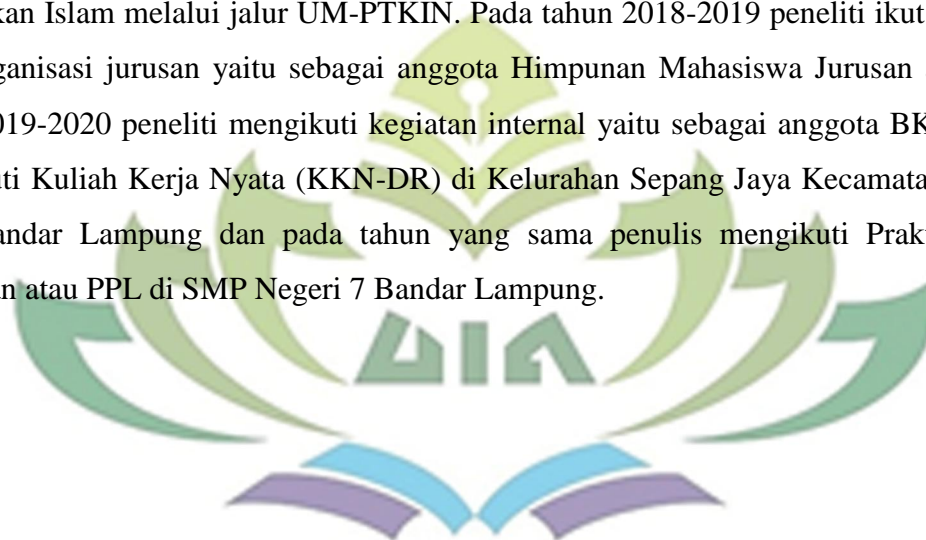 kan Islam melalui jalur UM-PTKIN. Pada tahun 2018-2019 peneliti ikut
ganisasi jurusan yaitu sebagai anggota Himpunan Mahasiswa Jurusan
019-2020 peneliti mengikuti kegiatan internal yaitu sebagai anggota BK
uti Kuliah Kerja Nyata (KKN-DR) di Kelurahan Sepang Jaya Kecamata
andar Lampung dan pada tahun yang sama penulis mengikuti Prak
n atau PPL di SMP Negeri 7 Bandar Lampung.
UIN